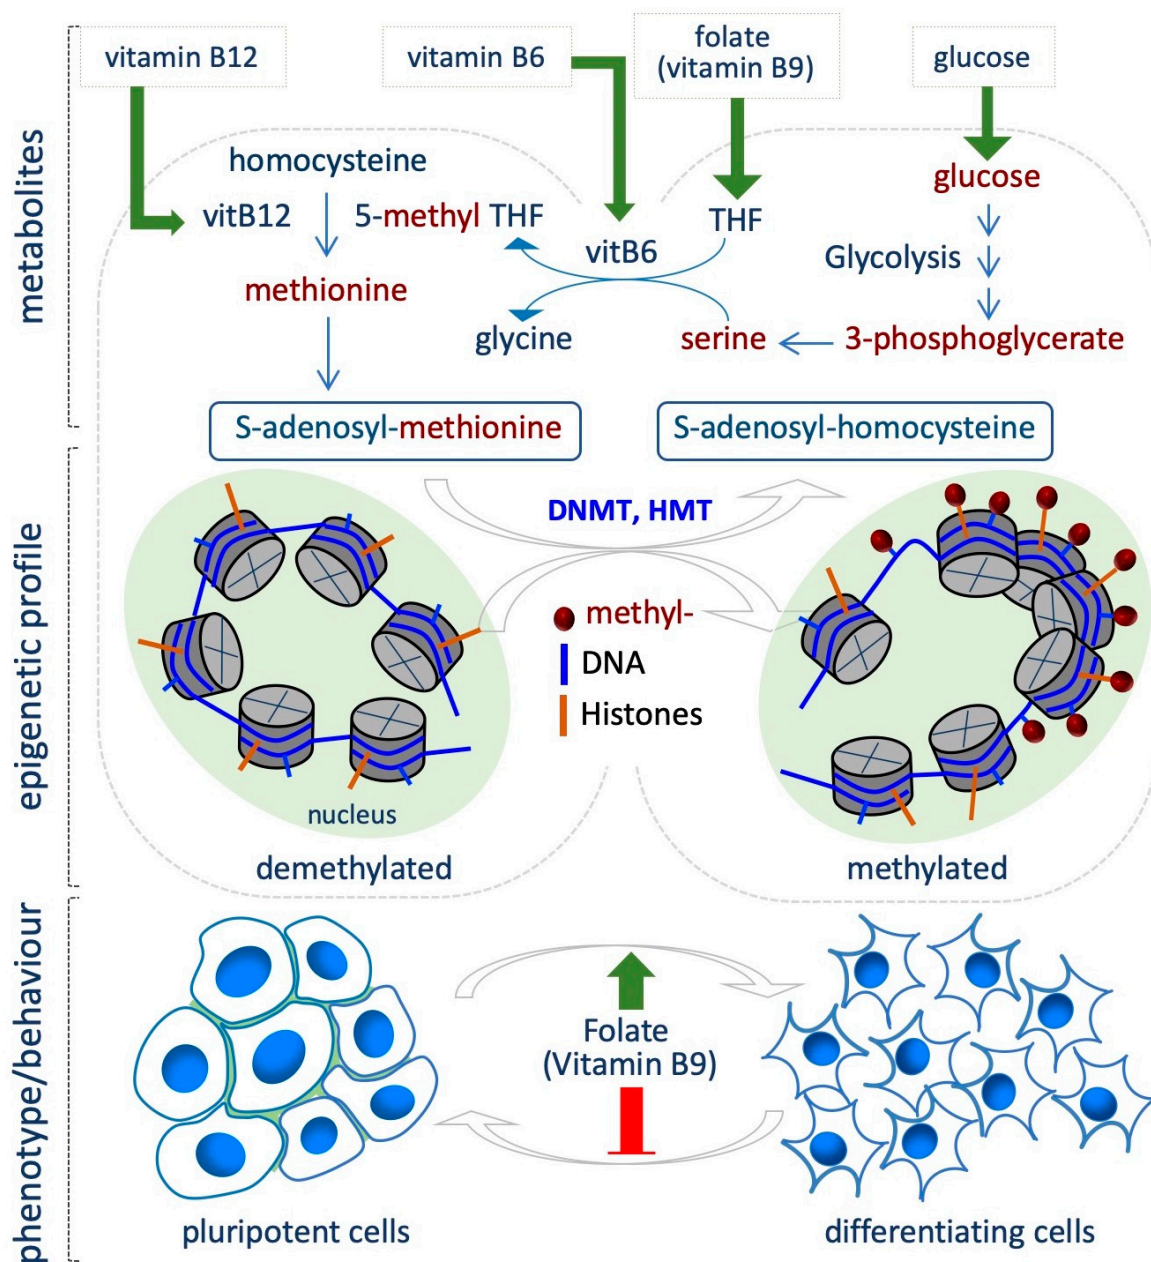 metabolites
vitamin B12
vitamin B6
folate
(vitamin B9)
glucose
homocysteine
glucose
vitB12
5-methyl THF
THF
vitB6
Glycolysis
methionine
glycine
serine
3-phosphoglycerate
S-adenosyl-methionine
S-adenosyl-homocysteine
epigenetic profile
DNMT, HMT
methyl-
DNA
Histones
nucleus
demethylated
methylated
phenotype/behaviour
Folate
(Vitamin B9)
pluripotent cells
differentiating cells